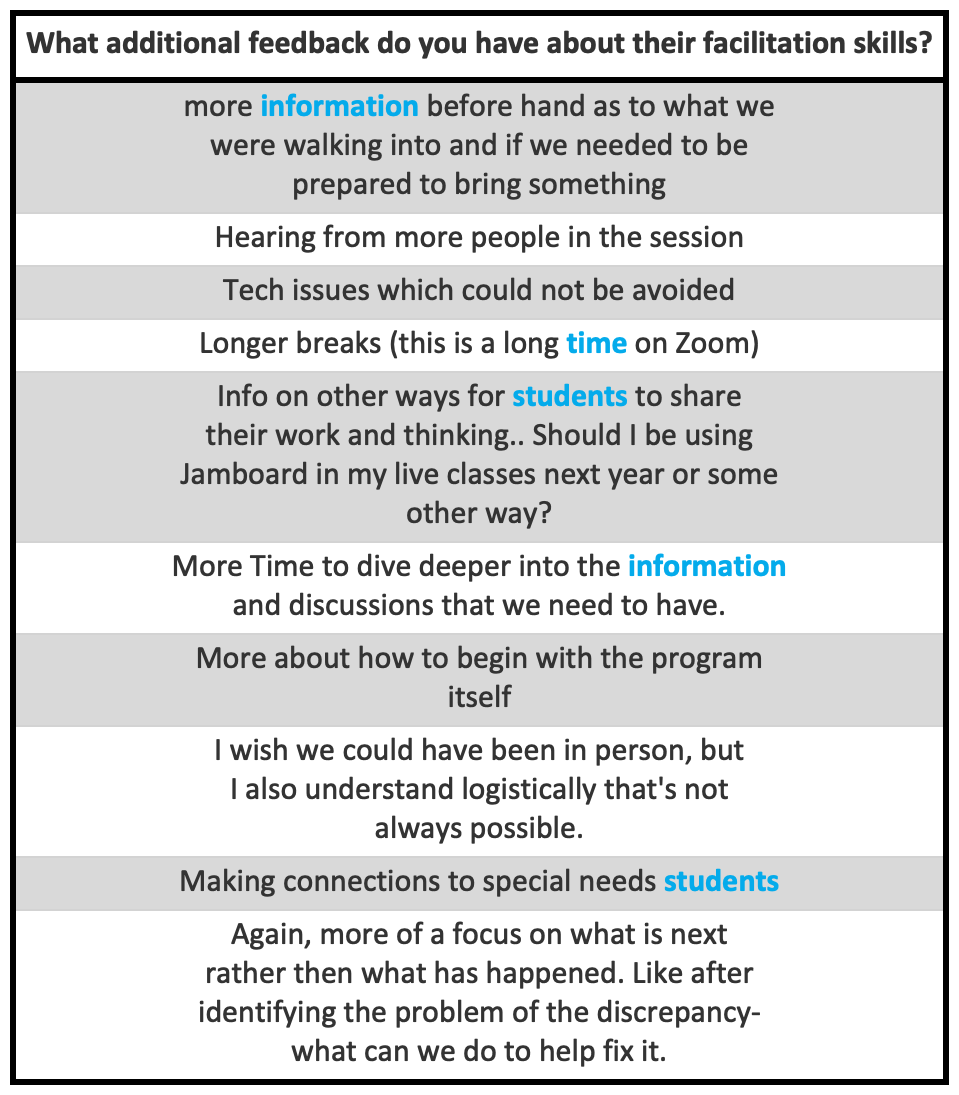 What additional feedback do you have about their facilitation skills?
more information before hand as to what we
were walking into and if we needed to be
prepared to bring something
Hearing from more people in the session
Tech issues which could not be avoided
Longer breaks (this is a long time on Zoom)
Info on other ways for students to share
their work and thinking.. Should I be using
Jamboard in my live classes next year or some
other way?
More Time to dive deeper into the information
and discussions that we need to have.
More about how to begin with the program
itself
I wish we could have been in person, but
I also understand logistically that's not
always possible.
Making connections to special needs students
Again, more of a focus on what is next
rather then what has happened. Like after
identifying the problem of the discrepancy-
what can we do to help fix it.